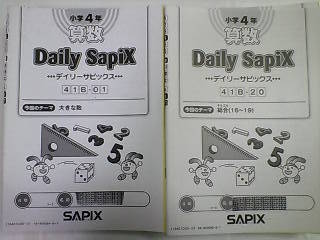 小学4年
算数
Daily SapiX
•••デイリーサピックス•••
41B-01
今回のテーマ 大きな数
SAPIX
小学4年
算数
Daily SapiX
•••デイリーサピックス•••
41B-20
今回のテーマ 総合(16〜19)
SAPIX